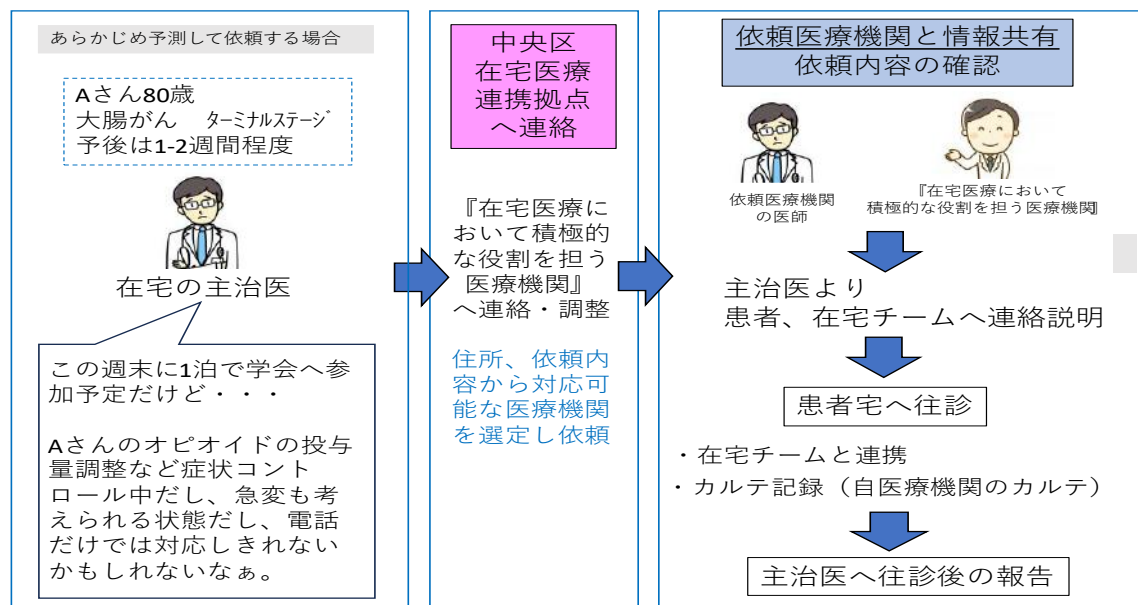 あらかじめ予測して依頼する場合
Aさん80歳
大腸がん　ターミナルステージ
予後は1-2週間程度
在宅の主治医
この週末に1泊で学会へ参
加予定だけど・・・
Aさんのオピオイドの投与
量調整など症状コント
ロール中だし、急変も考
えられる状態だし、電話
だけでは対応しきれない
かもしれないなぁ。
中央区
在宅医療
連携拠点
へ連絡
『在宅医療に
おいて積極的
な役割を担う
医療機関』
へ連絡・調整
住所、依頼内
容から対応可
能な医療機関
を選定し依頼
依頼医療機関と情報共有
依頼内容の確認
依頼医療機関
の医師
『在宅医療において
積極的な役割を担う医療機関』
主治医より
患者、在宅チームへ連絡説明
患者宅へ往診
・在宅チームと連携
・カルテ記録（自医療機関のカルテ）
主治医へ往診後の報告